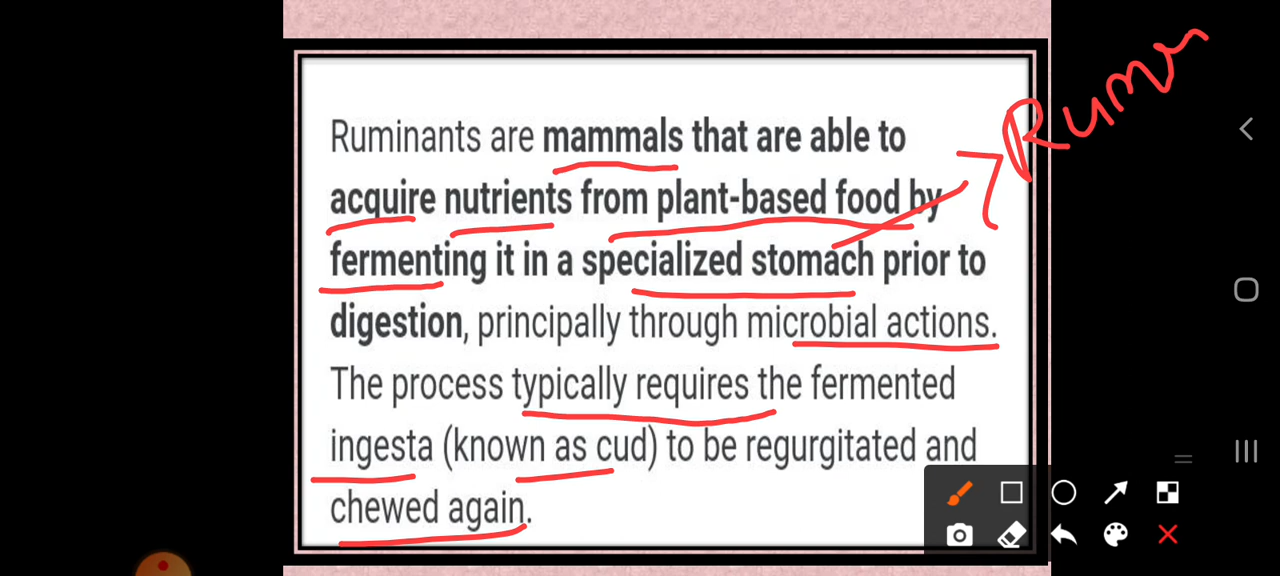 Ruminants are mammals that are able to
acquire nutrients from plant-based food by
fermenting it in a specialized stomach prior to
digestion, principally through microbial actions.
The process typically requires the fermented
ingesta (known as cud) to be regurgitated and
chewed again.
Rumen